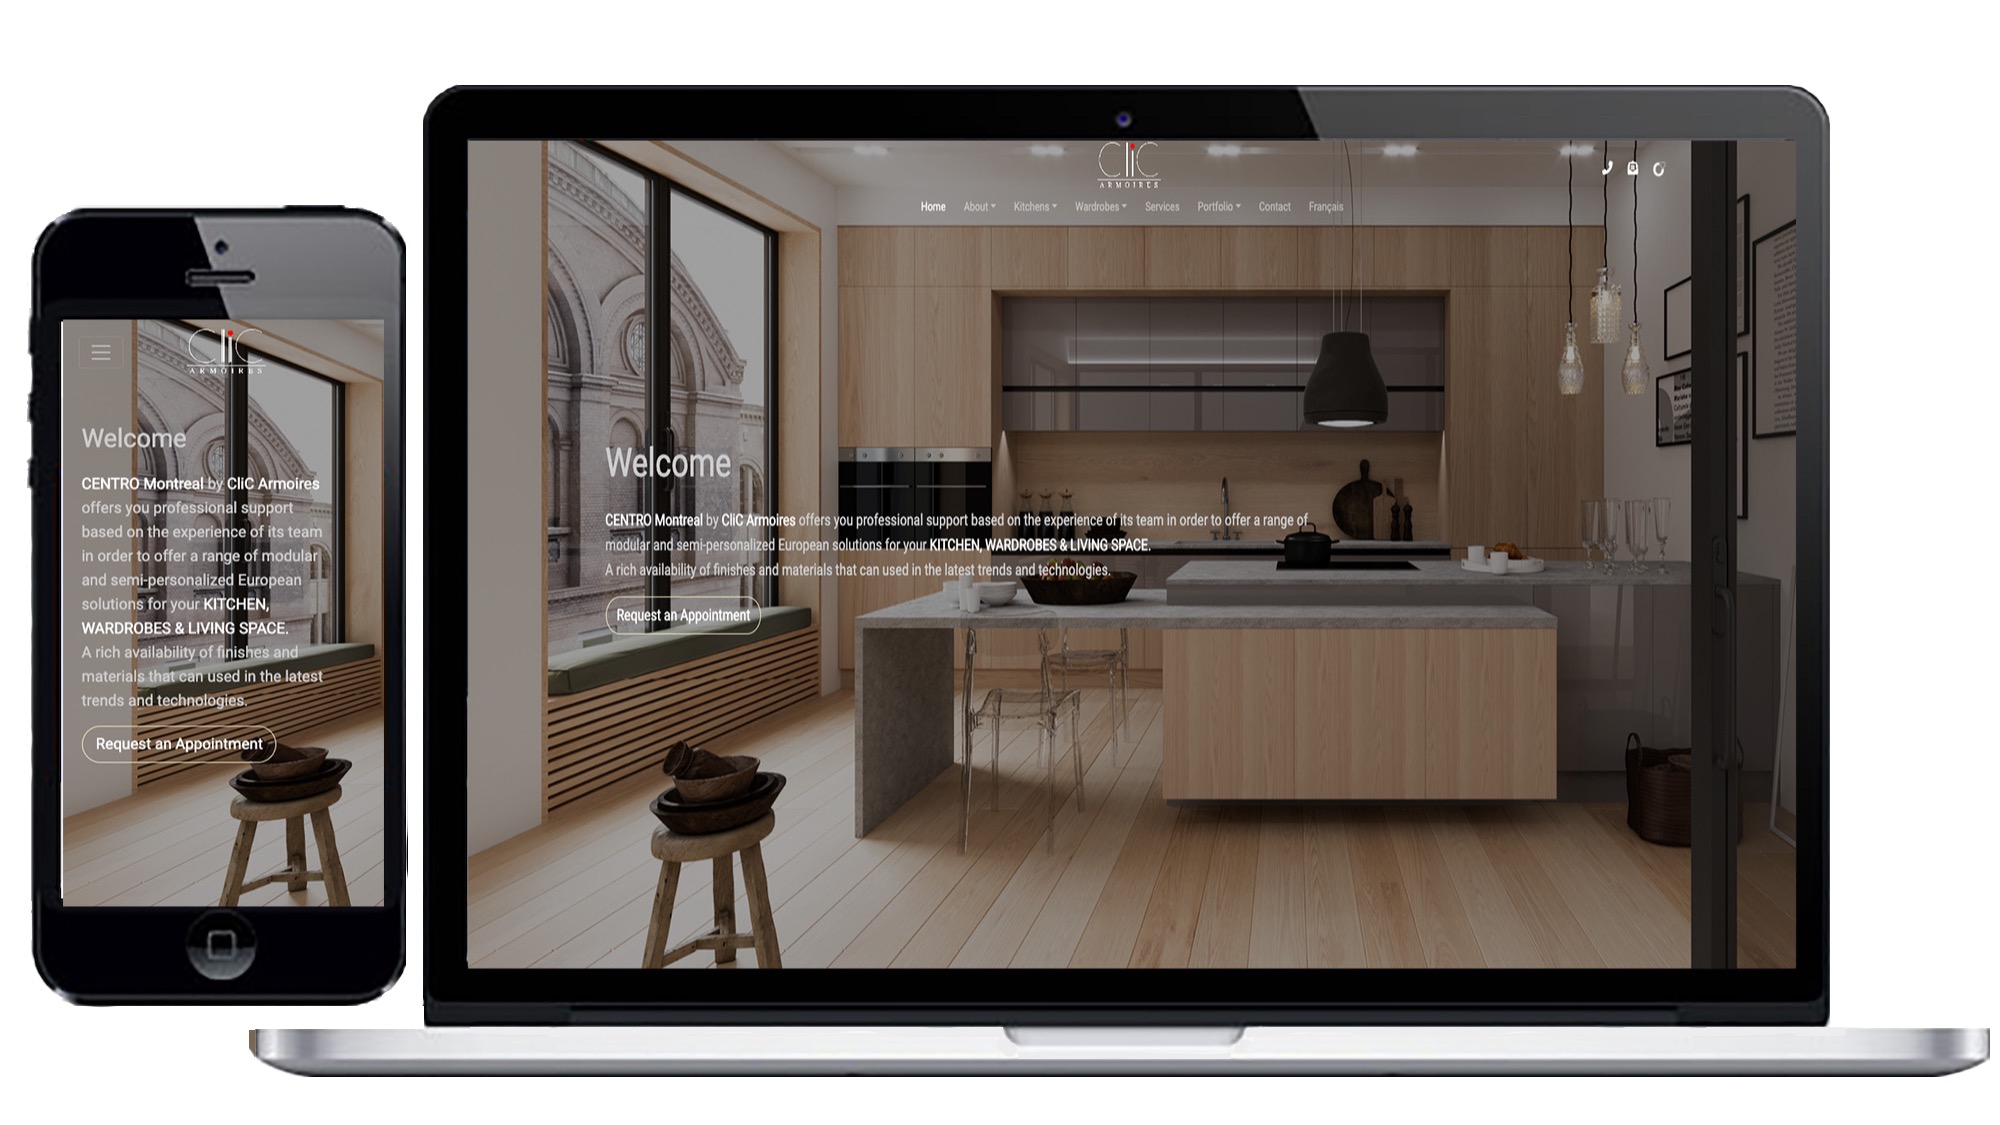 CliC
ARMOIRES
Welcome
CENTRO Montreal by CliC Armoires
offers you professional support
based on the experience of its team
in order to offer a range of modular
and semi-personalized European
solutions for your KITCHEN,
WARDROBES & LIVING SPACE.
A rich availability of finishes and
materials that can used in the latest
trends and technologies.
Request an Appointment
CliC
ARMOIRES
Home About Kitchens Wardrobes Services Portfolio Contact Français
Welcome
CENTRO Montreal by CliC Armoires offers you professional support based on the experience of its team in order to offer a range of
modular and semi-personalized European solutions for your KITCHEN, WARDROBES & LIVING SPACE.
A rich availability of finishes and materials that can used in the latest trends and technologies.
Request an Appointment